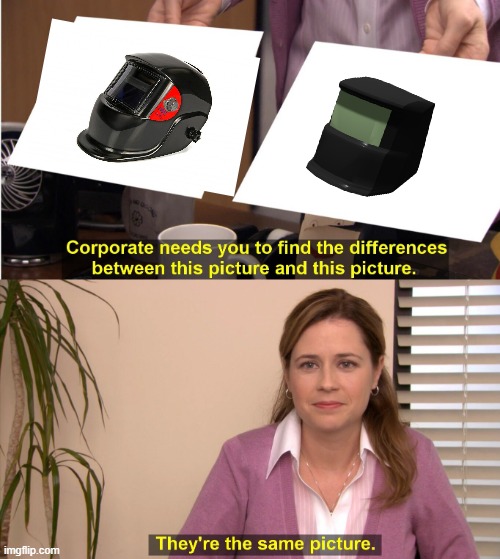 Corporate needs you to find the differences
between this picture and this picture.
They're the same picture.
imgflip.com